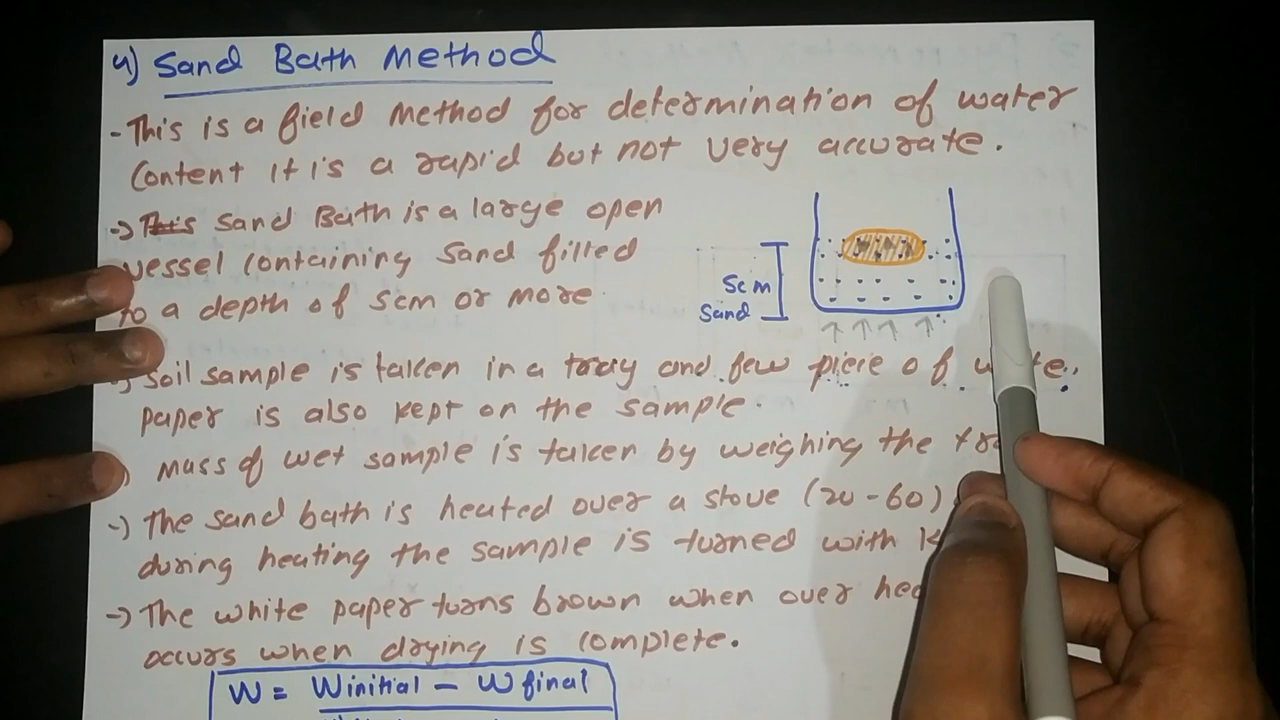 4) Sand Bath Method
- This is a field Method for determination of water
Content it is a rapid but not very accurate.
-> This Sand Bath is a large open
vessel containing Sand filled
to a depth of 5cm or more
5cm
Sand
Soil sample is taken in a tray and few piece of
paper is also kept on the sample.
Mass of wet sample is taken by weighing the
-) The sand bath is heated over a stove (20-60)
during heating the sample is turned with
-) The white paper turns brown when over
occurs when drying is complete.
W = Winitial - W final